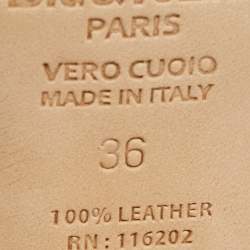 PARIS
VERO CUOIO
MADE IN ITALY
36
100% LEATHER
RN : 116202